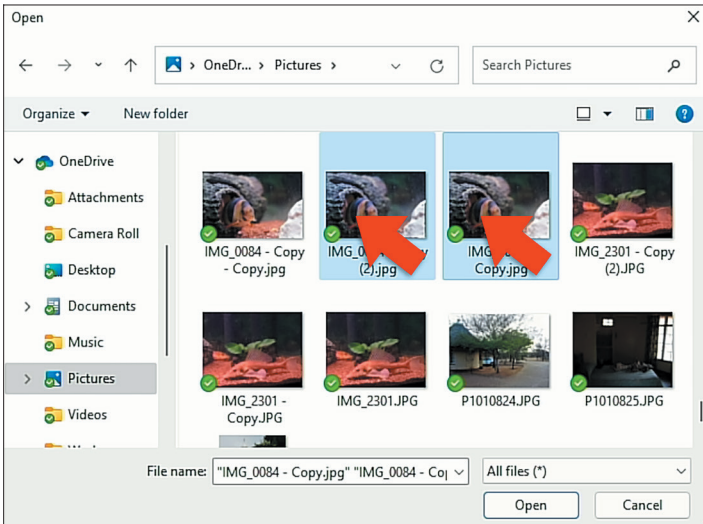 Open
OneDr... Pictures
Search Pictures
Organize New folder
OneDrive
Attachments
Camera Roll
Desktop
Documents
Music
Pictures
Videos
IMG_0084 - Copy
- Copy.jpg
(2).jpg
Copy.jpg
IMG_2301 - Copy
(2).JPG
IMG_2301 -
Copy.JPG
IMG_2301.JPG
P1010824.JPG
P1010825.JPG
File name: "IMG_0084 - Copy.jpg" "IMG_0084 - Co
All files (*)
Open Cancel